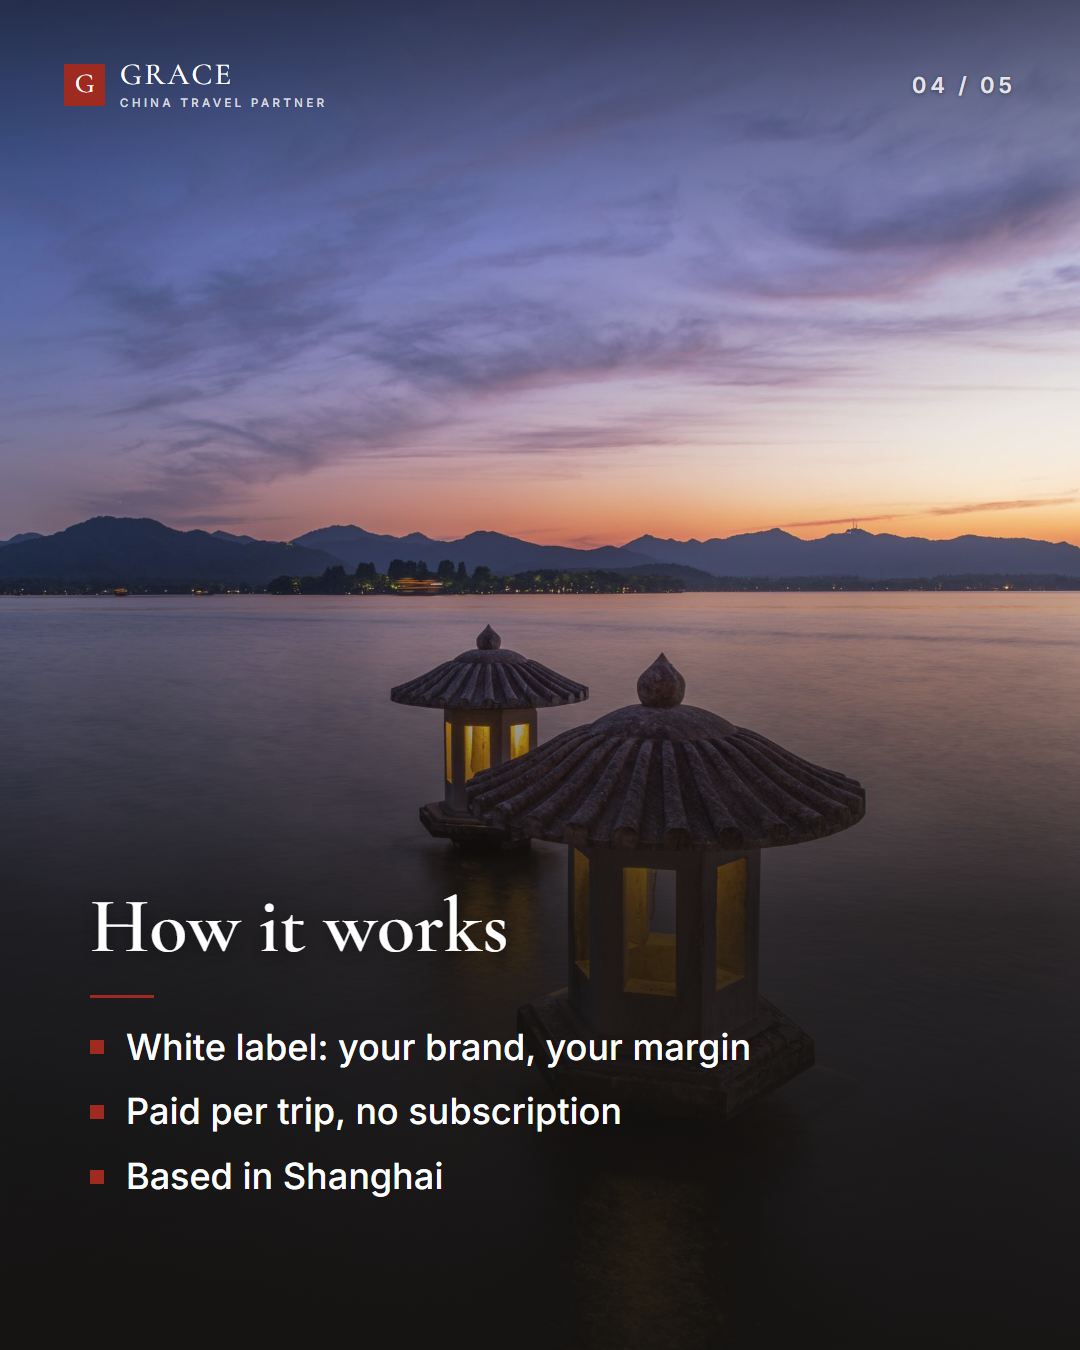 G
GRACE
CHINA TRAVEL PARTNER
04 / 05
How it works
White label: your brand, your margin
Paid per trip, no subscription
Based in Shanghai